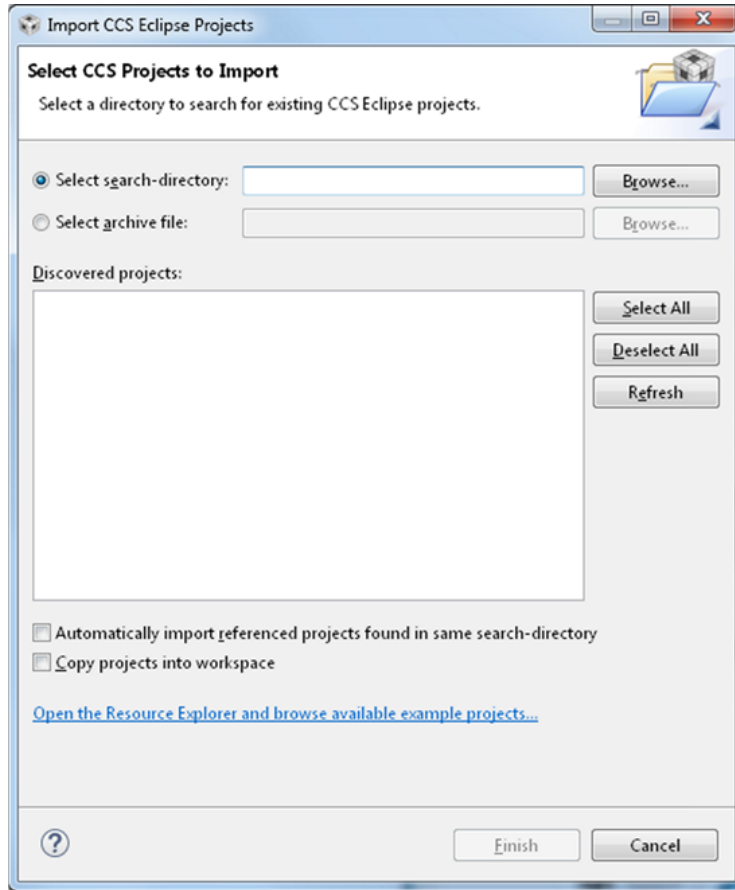 Import CCS Eclipse Projects
Select CCS Projects to Import
Select a directory to search for existing CCS Eclipse projects.
Select search-directory: Browse...
Select archive file: Browse...
Discovered projects:
Select All
Deselect All
Refresh
Automatically import referenced projects found in same search-directory
Copy projects into workspace
Open the Resource Explorer and browse available example projects...
? Finish Cancel